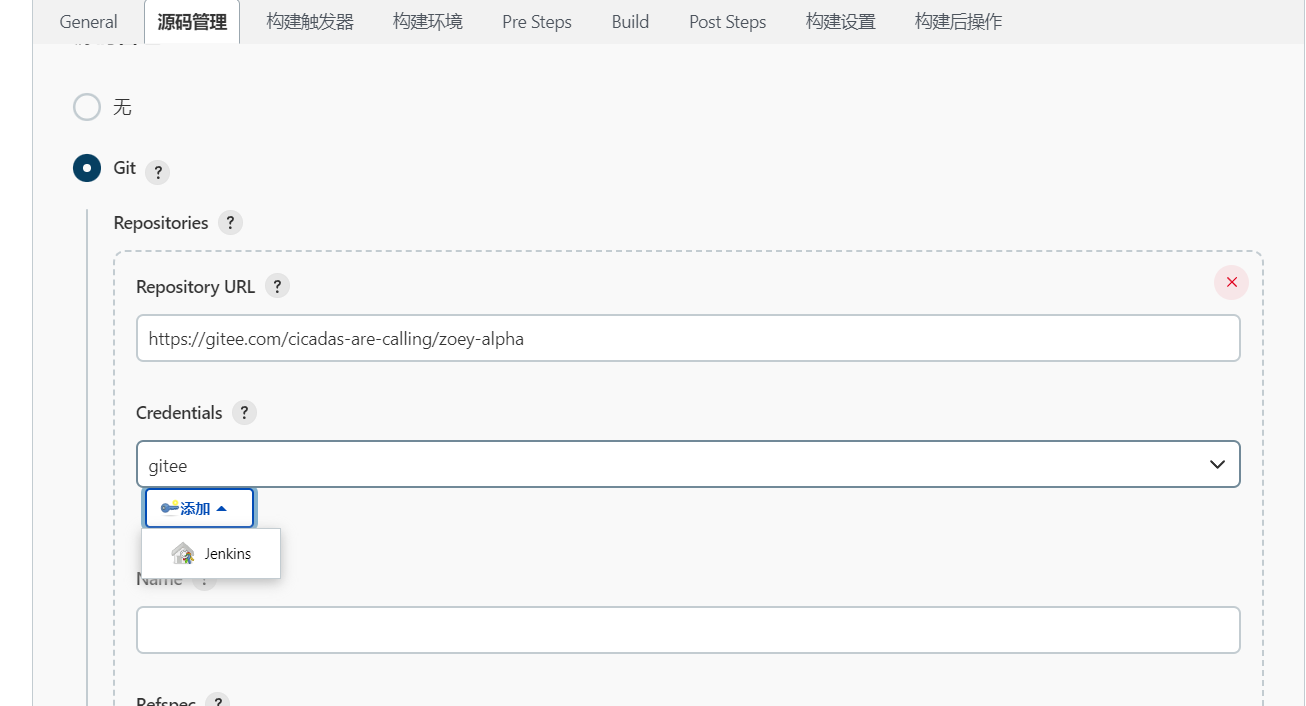 General 源码管理 构建触发器 构建环境 Pre Steps Build Post Steps 构建设置 构建后操作
无
Git ?
Repositories ?
Repository URL ?
https://gitee.com/cicadas-are-calling/zoey-alpha
Credentials ?
gitee
添加
Jenkins
Name ?
Refspec ?